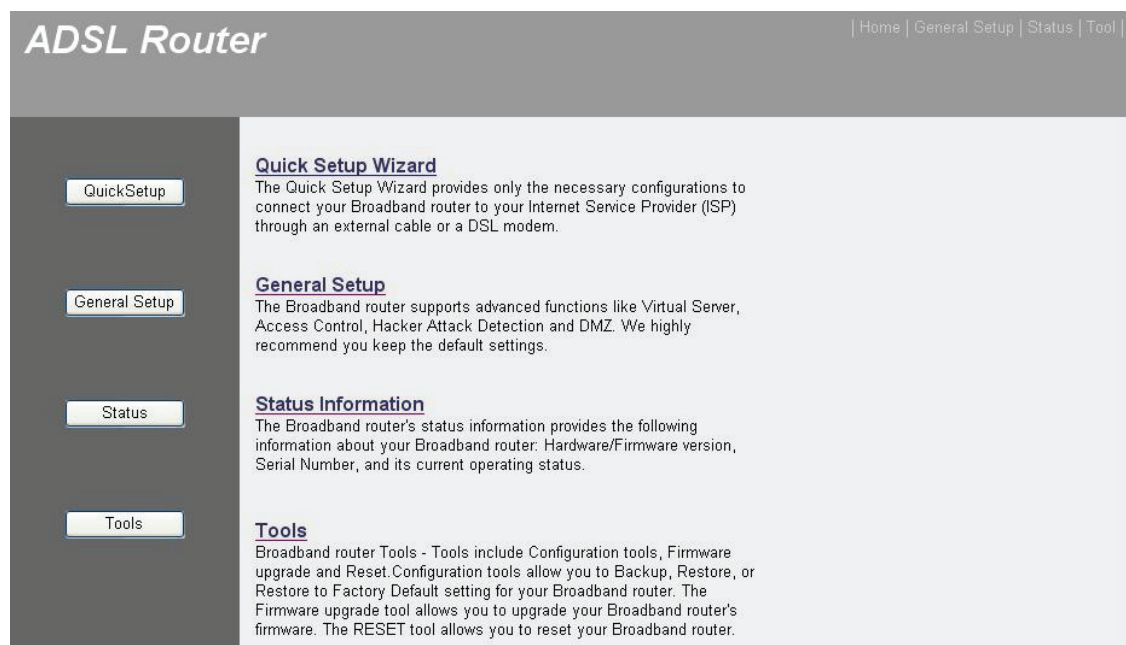 ADSL Router
| Home | General Setup | Status | Tool |
QuickSetup
General Setup
Status
Tools
Quick Setup Wizard
The Quick Setup Wizard provides only the necessary configurations to
connect your Broadband router to your Internet Service Provider (ISP)
through an external cable or a DSL modem.
General Setup
The Broadband router supports advanced functions like Virtual Server,
Access Control, Hacker Attack Detection and DMZ. We highly
recommend you keep the default settings.
Status Information
The Broadband router's status information provides the following
information about your Broadband router: Hardware/Firmware version,
Serial Number, and its current operating status.
Tools
Broadband router Tools - Tools include Configuration tools, Firmware
upgrade and Reset.Configuration tools allow you to Backup, Restore, or
Restore to Factory Default setting for your Broadband router. The
Firmware upgrade tool allows you to upgrade your Broadband router's
firmware. The RESET tool allows you to reset your Broadband router.